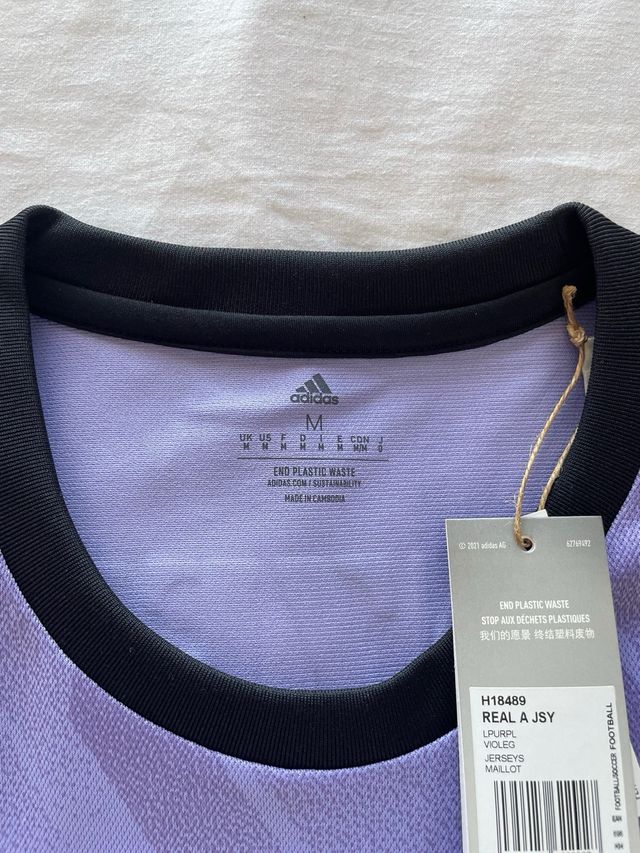 adidas
M
UK US F D I E CDN J
M M M M M M M/M O
END PLASTIC WASTE
ADIDAS.COM / SUSTAINABILITY
MADE IN CAMBODIA
© 2021 adidas AG 62769492
END PLASTIC WASTE
STOP AUX DÉCHETS PLASTIQUES
我们的愿景 终结塑料废物
H18489
REAL A JSY
LPURPL
VIOLEG
JERSEYS
MAILLOT
FOOTBALL/SOCCER FOOTBALL